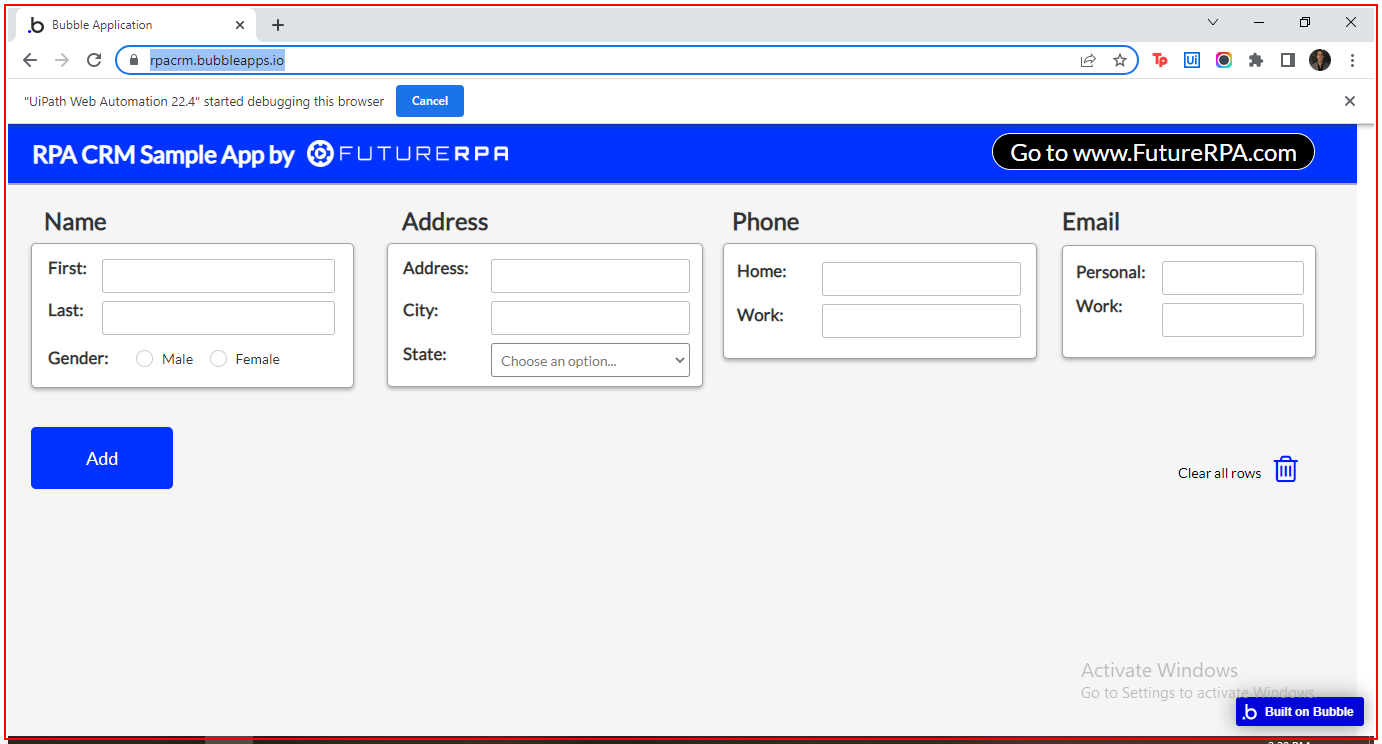 Bubble Application
rpacrm.bubbleapps.io
Tp Ui
"UiPath Web Automation 22.4" started debugging this browser Cancel
RPA CRM Sample App by FUTURERPA Go to www.FutureRPA.com
Name Address Phone Email
First: Address: Home: Personal:
Last: City: Work: Work:
Gender: Male Female State: Choose an option...
Add
Clear all rows
Activate Windows
Go to Settings to activate Windows.
b Built on Bubble